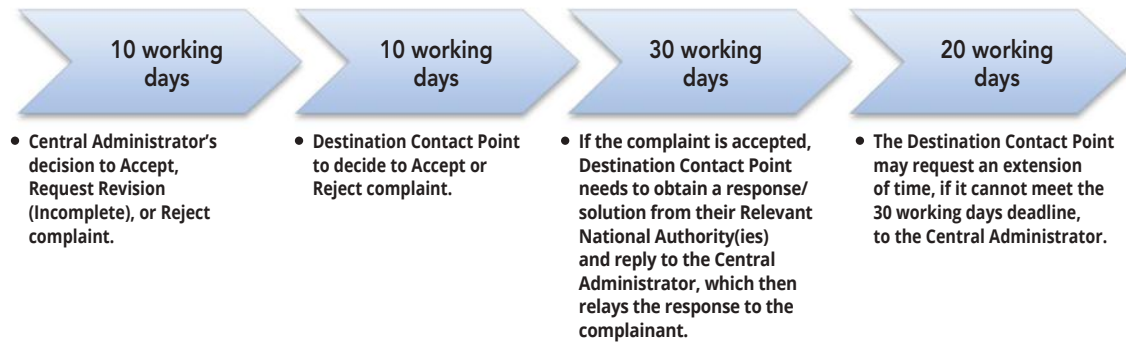 10 working
days
10 working
days
30 working
days
20 working
days
• Central Administrator's
decision to Accept,
Request Revision
(Incomplete), or Reject
complaint.
• Destination Contact Point
to decide to Accept or
Reject complaint.
• If the complaint is accepted,
Destination Contact Point
needs to obtain a response/
solution from their Relevant
National Authority(ies)
and reply to the Central
Administrator, which then
relays the response to the
complainant.
• The Destination Contact Point
may request an extension
of time, if it cannot meet the
30 working days deadline,
to the Central Administrator.